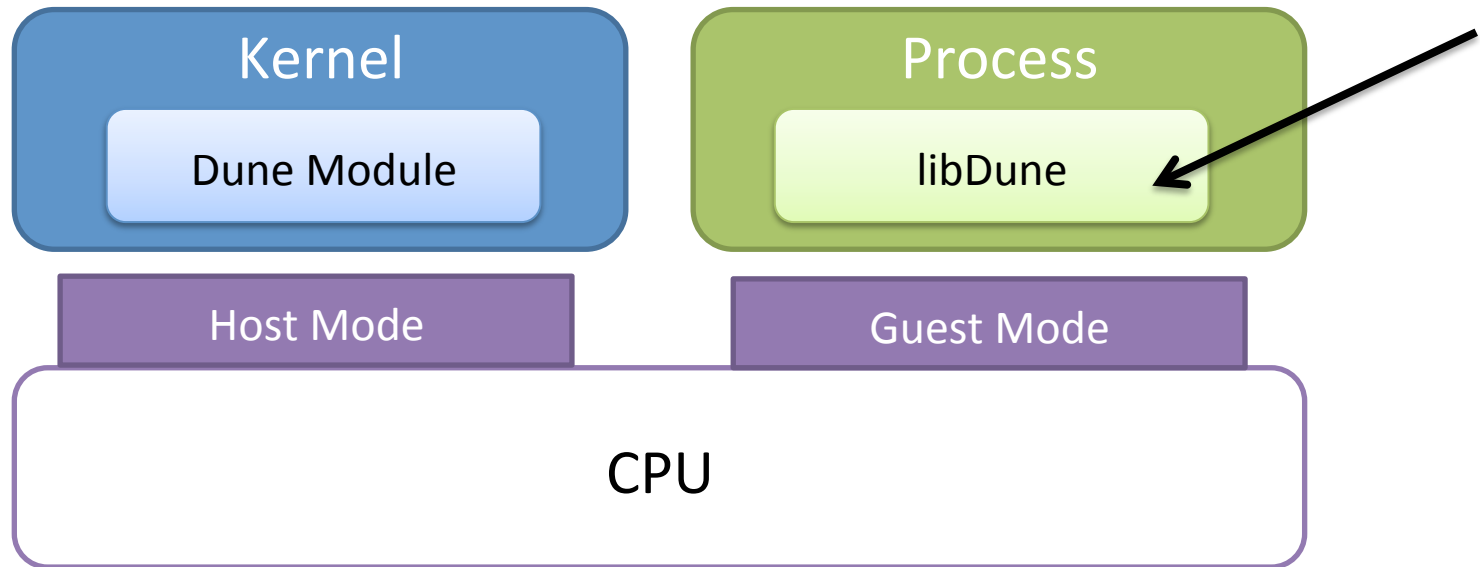 Kernel
Process
Dune Module
libDune
Host Mode
Guest Mode
CPU